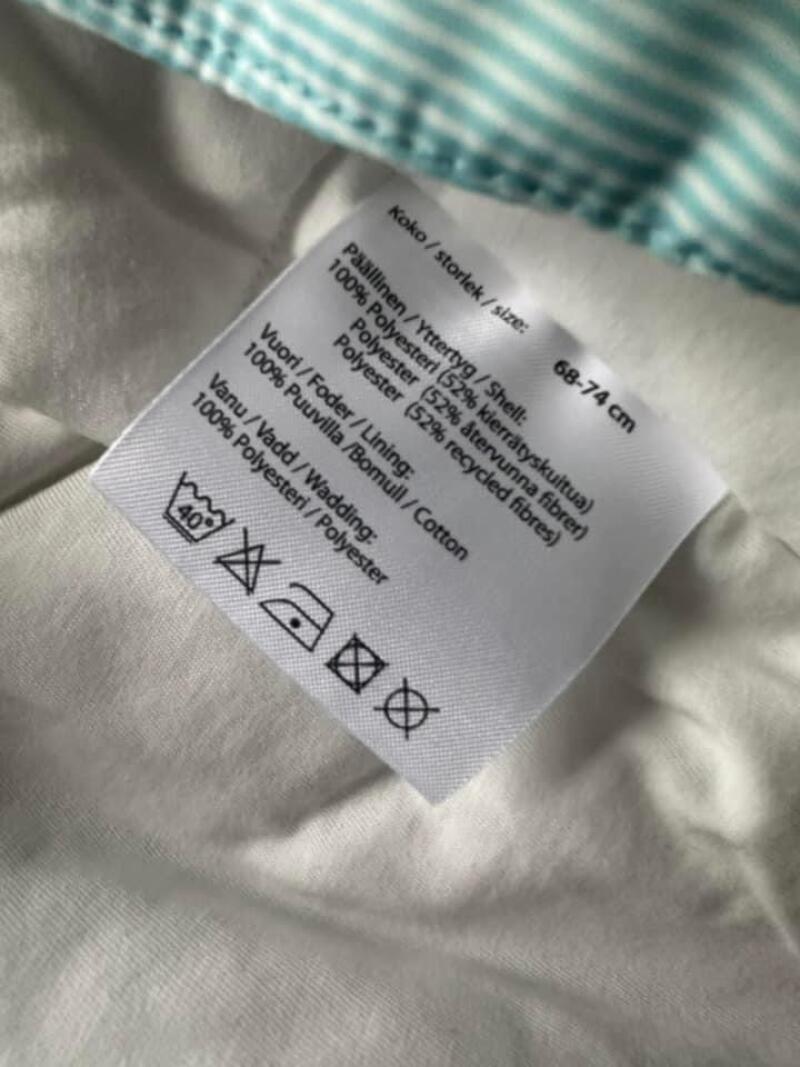 Koko / storlek / size: 68-74 cm
Päällinen / Yttertyg / Shell:
100% Polyesteri (52% kierrätyskuitua)
Polyester (52% återvunna fibrer)
Polyester (52% recycled fibres)
Vuori / Foder / Lining:
100% Puuvilla /Bomull / Cotton
Vanu / Vadd / Wadding:
100% Polyesteri / Polyester
40°